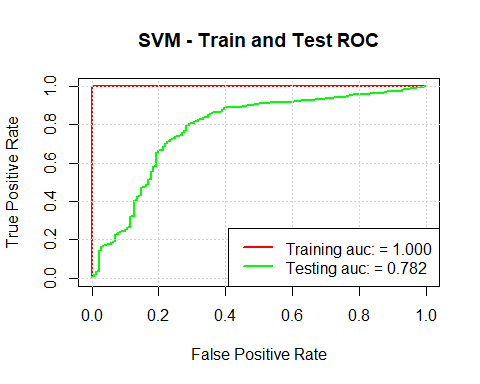 SVM - Train and Test ROC
True Positive Rate
1.0
0.8
0.6
0.4
0.2
0.0
Training auc: = 1.000
Testing auc: = 0.782
0.0 0.2 0.4 0.6 0.8 1.0
False Positive Rate